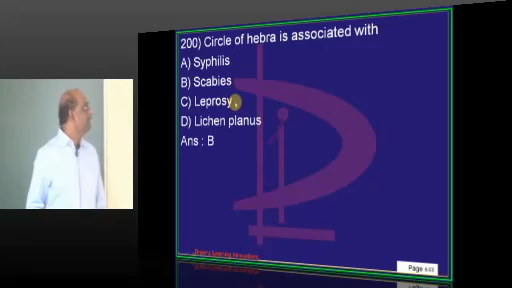 200) Circle of hebra is associated with
A) Syphilis
B) Scabies
C) Leprosy
D) Lichen planus
Ans : B
Page